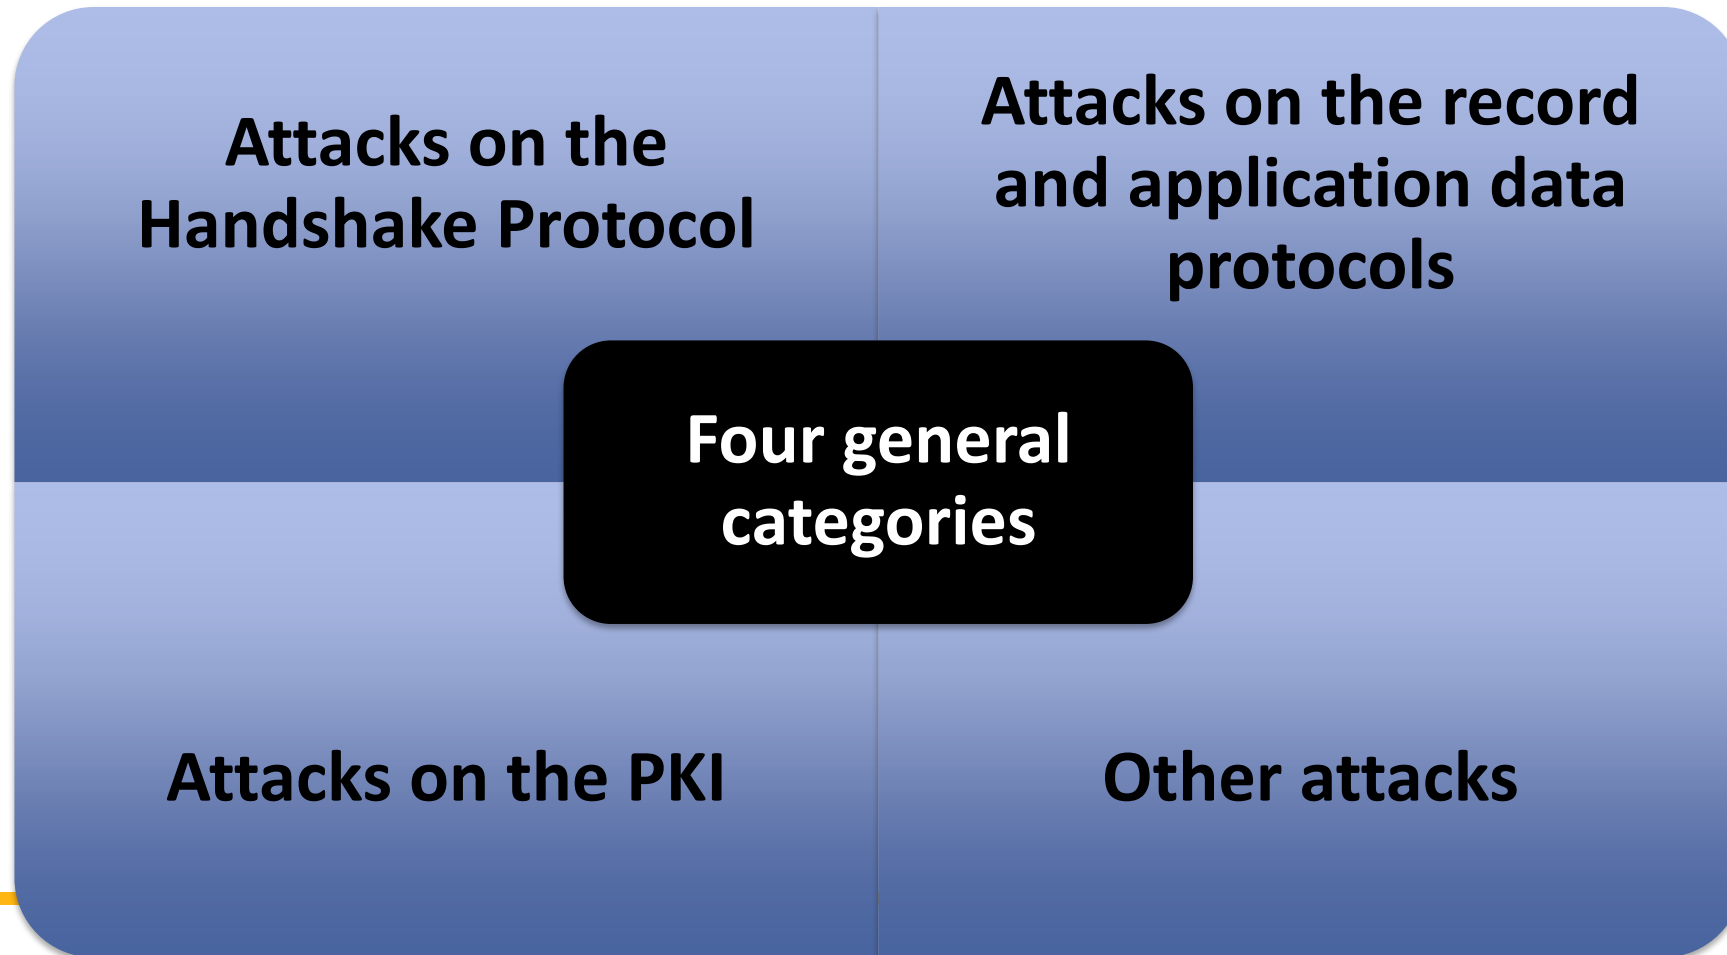 Attacks on the
Handshake Protocol
Attacks on the record
and application data
protocols
Four general
categories
Attacks on the PKI
Other attacks